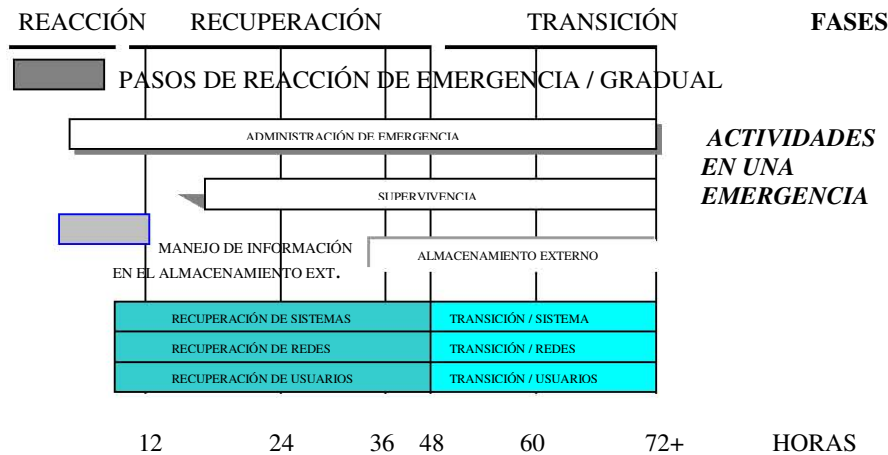 REACCIÓN RECUPERACIÓN TRANSICIÓN FASES
PASOS DE REACCIÓN DE EMERGENCIA / GRADUAL
ADMINISTRACIÓN DE EMERGENCIA
ACTIVIDADES
EN UNA
EMERGENCIA
SUPERVIVENCIA
MANEJO DE INFORMACIÓN
EN EL ALMACENAMIENTO EXT.
ALMACENAMIENTO EXTERNO
RECUPERACIÓN DE SISTEMAS TRANSICIÓN / SISTEMA
RECUPERACIÓN DE REDES TRANSICIÓN / REDES
RECUPERACIÓN DE USUARIOS TRANSICIÓN / USUARIOS
12 24 36 48 60 72+ HORAS